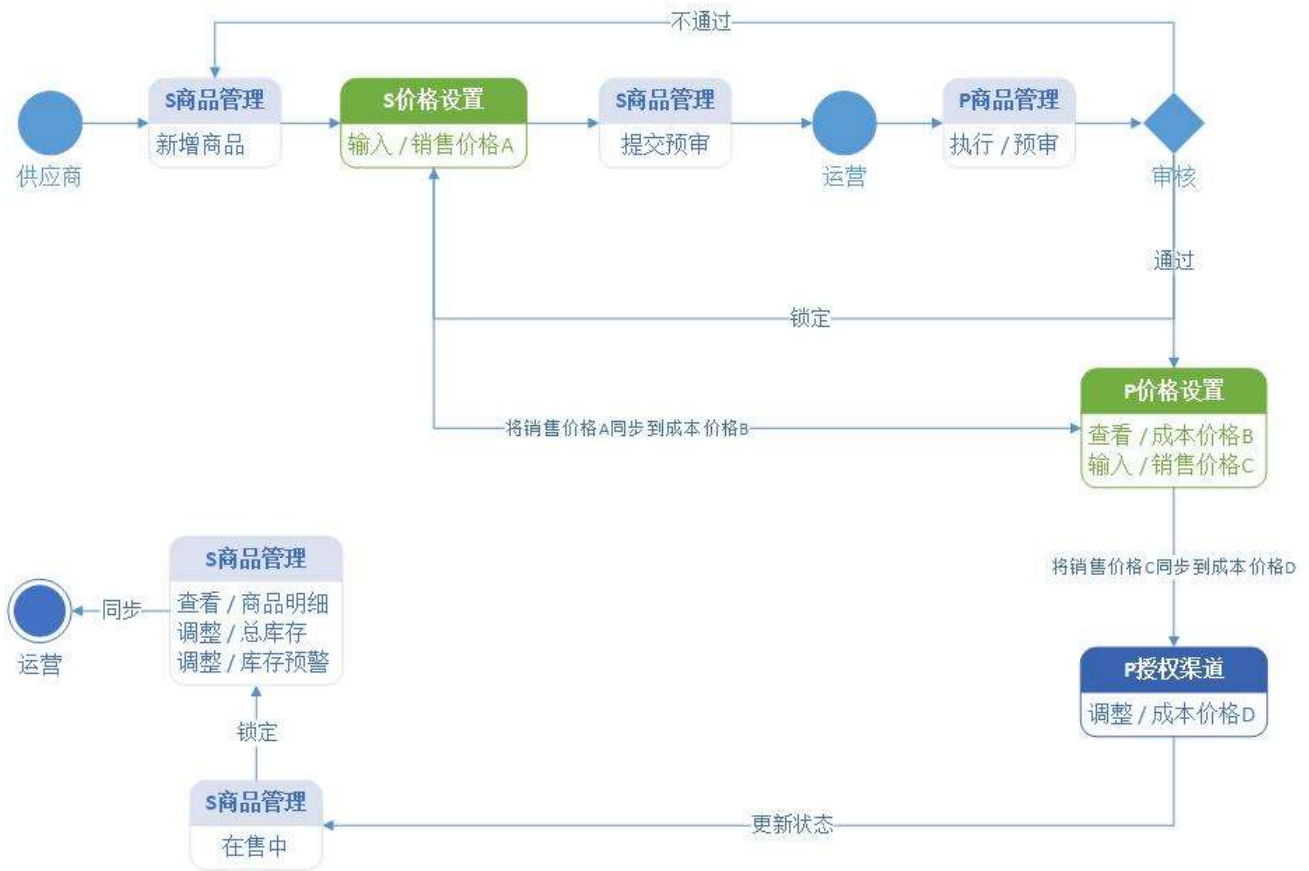 不通过
S商品管理
新增商品
S价格设置
输入 / 销售价格A
S商品管理
提交预审
P商品管理
执行 / 预审
供应商
运营
审核
通过
锁定
P价格设置
查看 / 成本价格B
输入 / 销售价格C
将销售价格A同步到成本价格B
将销售价格C同步到成本价格D
S商品管理
查看 / 商品明细
调整 / 总库存
调整 / 库存预警
同步
运营
P授权渠道
调整 / 成本价格D
锁定
S商品管理
在售中
更新状态